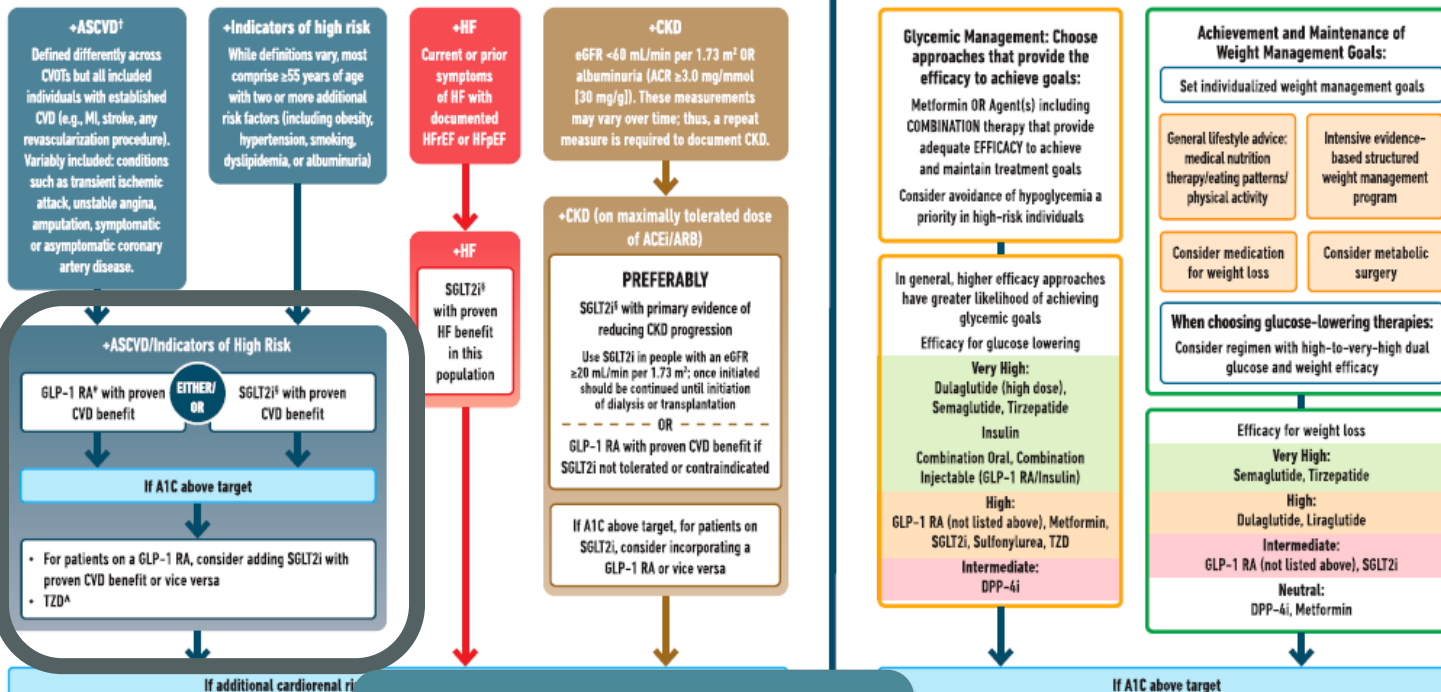 +ASCVD†
Defined differently across
CVOTs but all included
individuals with established
CVD (e.g., MI, stroke, any
revascularization procedure).
Variably included: conditions
such as transient ischemic
attack, unstable angina,
amputation, symptomatic
or asymptomatic coronary
artery disease.
+Indicators of high risk
While definitions vary, most
comprise ≥55 years of age
with two or more additional
risk factors (including obesity,
hypertension, smoking,
dyslipidemia, or albuminuria)
+ASCVD/Indicators of High Risk
GLP-1 RA* with proven
CVD benefit
EITHER/
OR
SGLT2i§ with proven
CVD benefit
If A1C above target
• For patients on a GLP-1 RA, consider adding SGLT2i with
proven CVD benefit or vice versa
• TZD^
+HF
Current or prior
symptoms
of HF with
documented
HFrEF or HFpEF
+HF
SGLT2i§
with proven
HF benefit
in this
population
+CKD
eGFR <60 mL/min per 1.73 m² OR
albuminuria (ACR ≥3.0 mg/mmol
[30 mg/g]). These measurements
may vary over time; thus, a repeat
measure is required to document CKD.
+CKD (on maximally tolerated dose
of ACEi/ARB)
PREFERABLY
SGLT2i§ with primary evidence of
reducing CKD progression
Use SGLT2i in people with an eGFR
≥20 mL/min per 1.73 m²; once initiated
should be continued until initiation
of dialysis or transplantation
OR
GLP-1 RA with proven CVD benefit if
SGLT2i not tolerated or contraindicated
If A1C above target, for patients on
SGLT2i, consider incorporating a
GLP-1 RA or vice versa
If additional cardiorenal
Glycemic Management: Choose
approaches that provide the
efficacy to achieve goals:
Metformin OR Agent(s) including
COMBINATION therapy that provide
adequate EFFICACY to achieve
and maintain treatment goals
Consider avoidance of hypoglycemia a
priority in high-risk individuals
In general, higher efficacy approaches
have greater likelihood of achieving
glycemic goals
Efficacy for glucose lowering
Very High:
Dulaglutide (high dose),
Semaglutide, Tirzepatide
Insulin
Combination Oral, Combination
Injectable (GLP-1 RA/Insulin)
High:
GLP-1 RA (not listed above), Metformin,
SGLT2i, Sulfonylurea, TZD
Intermediate:
DPP-4i
Achievement and Maintenance of
Weight Management Goals:
Set individualized weight management goals
General lifestyle advice:
medical nutrition
therapy/eating patterns/
physical activity
Intensive evidence-
based structured
weight management
program
Consider medication
for weight loss
Consider metabolic
surgery
When choosing glucose-lowering therapies:
Consider regimen with high-to-very-high dual
glucose and weight efficacy
Efficacy for weight loss
Very High:
Semaglutide, Tirzepatide
High:
Dulaglutide, Liraglutide
Intermediate:
GLP-1 RA (not listed above), SGLT2i
Neutral:
DPP-4i, Metformin
If A1C above target